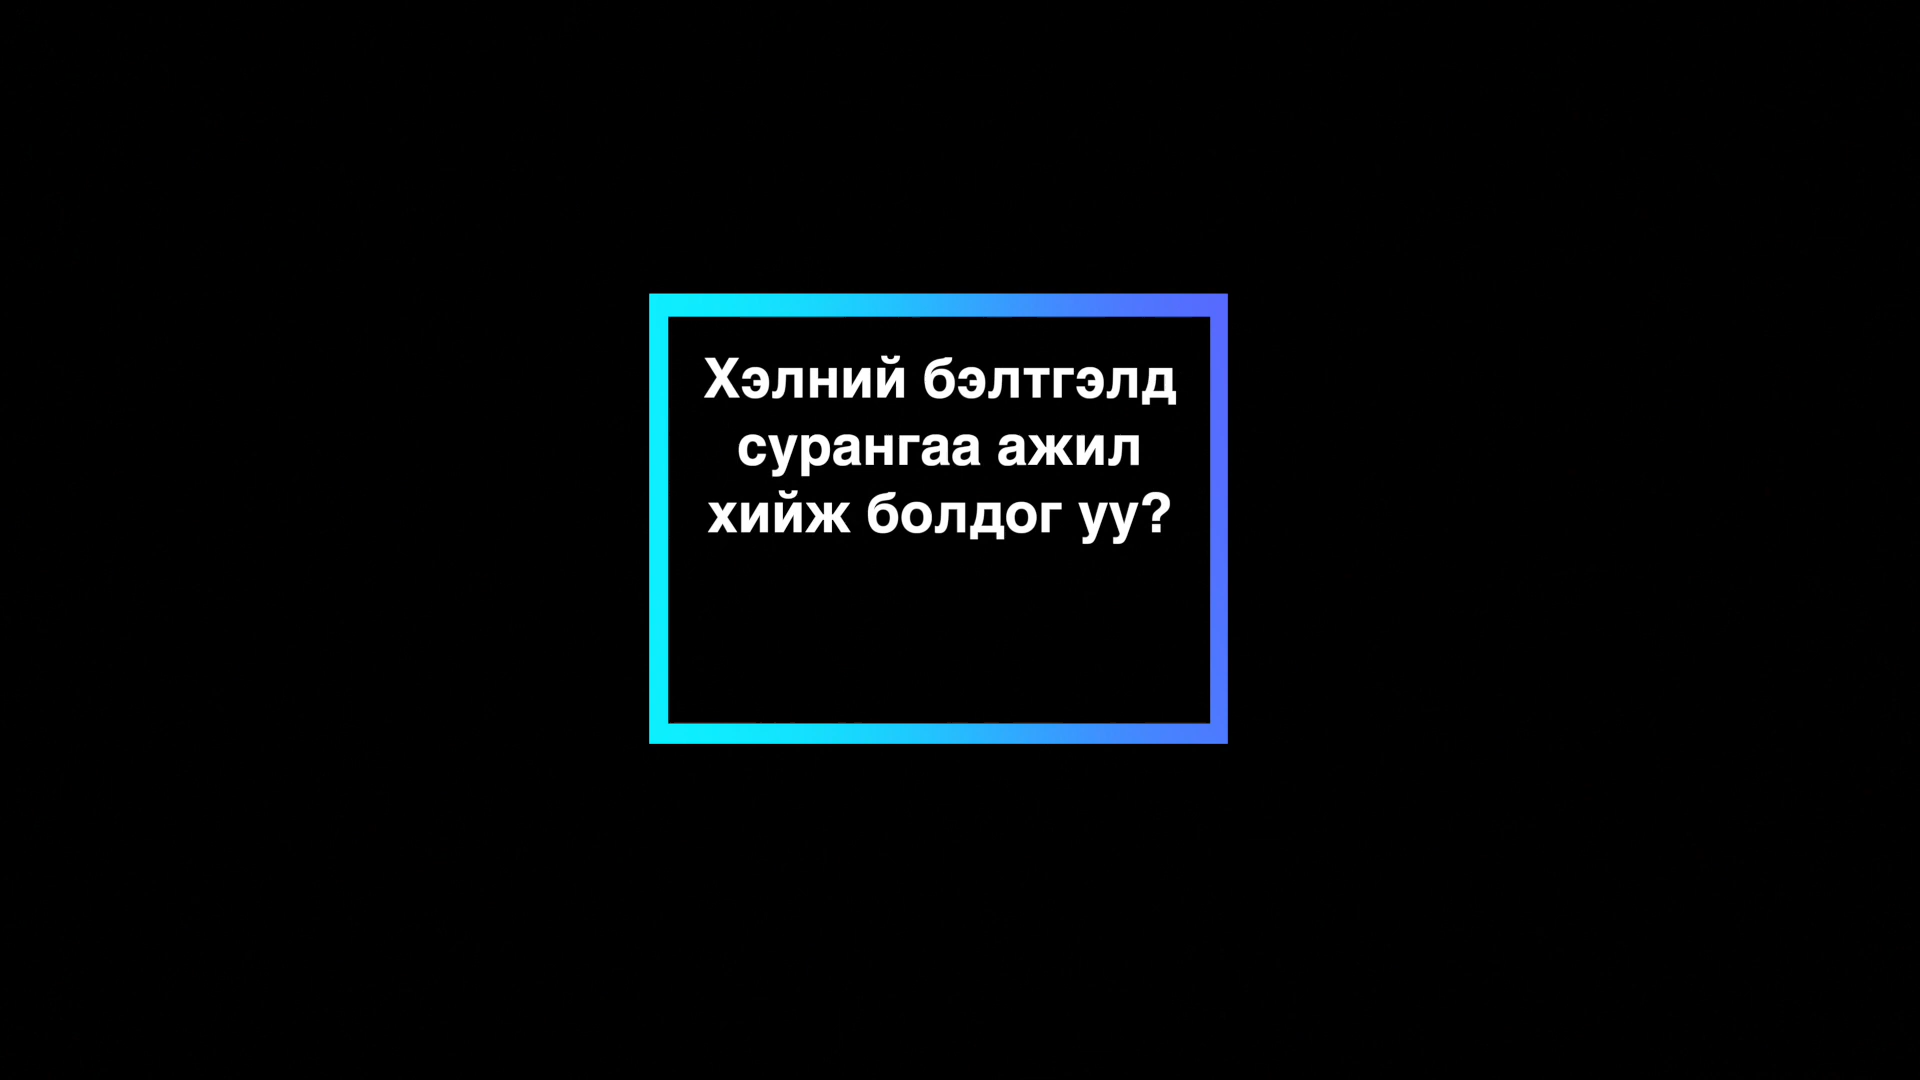 Хэлний бэлтгэлд
сурангаа ажил
хийж болдог уу?